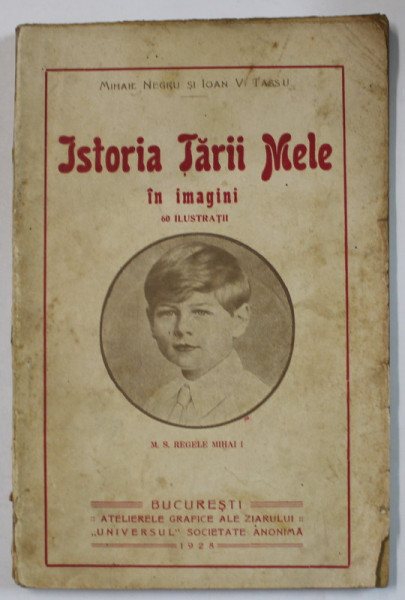 Mihail Negru și Ioan V. Tassu
Istoria Țării Mele
în imagini
60 ILUSTRAȚII
M. S. REGELE MIHAI I
BUCUREȘTI
ATELIERELE GRAFICE ALE ZIARULUI
„UNIVERSUL” SOCIETATE ANONIMĂ
1928